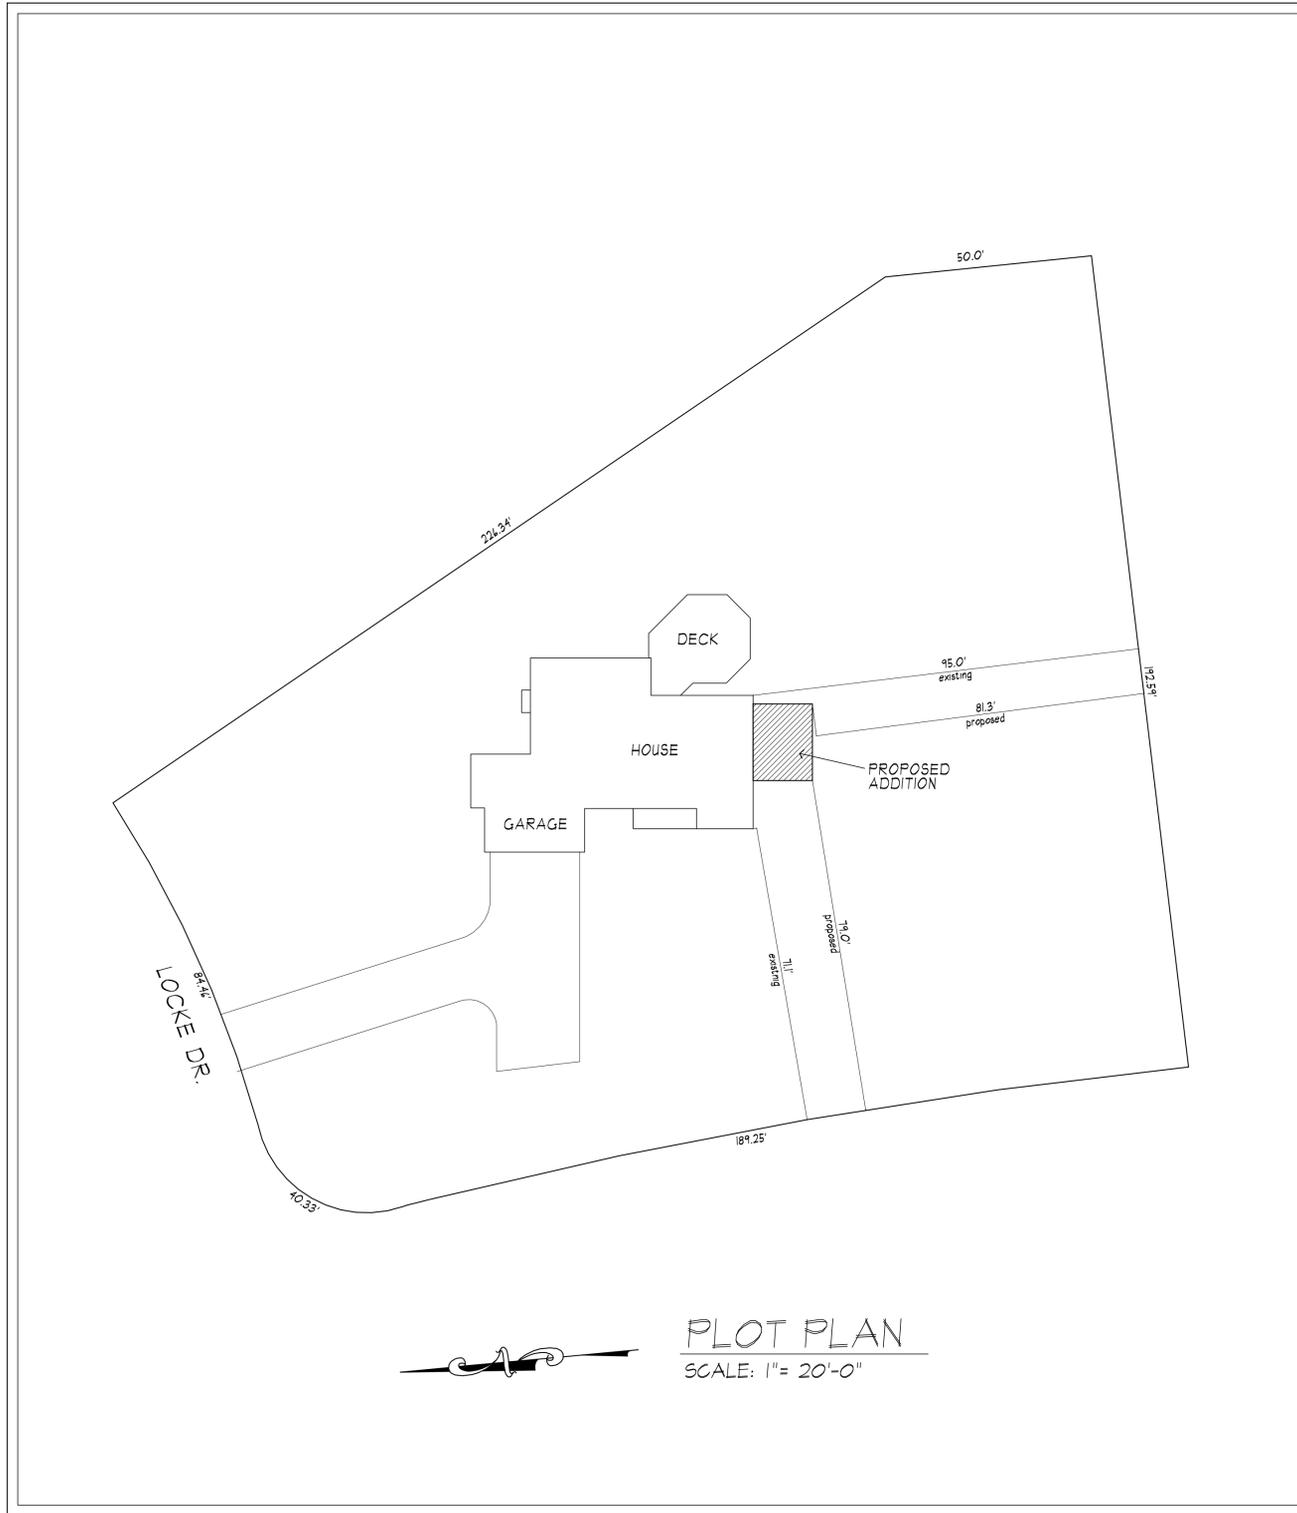 50.0'
226.34'
DECK
95.0'
existing
192.59'
81.3'
proposed
HOUSE
PROPOSED
ADDITION
GARAGE
79.0'
proposed
71.1'
existnig
84.46'
LOCKE DR.
189.25'
40.33'
PLOT PLAN
N
SCALE: 1"= 20'-0"